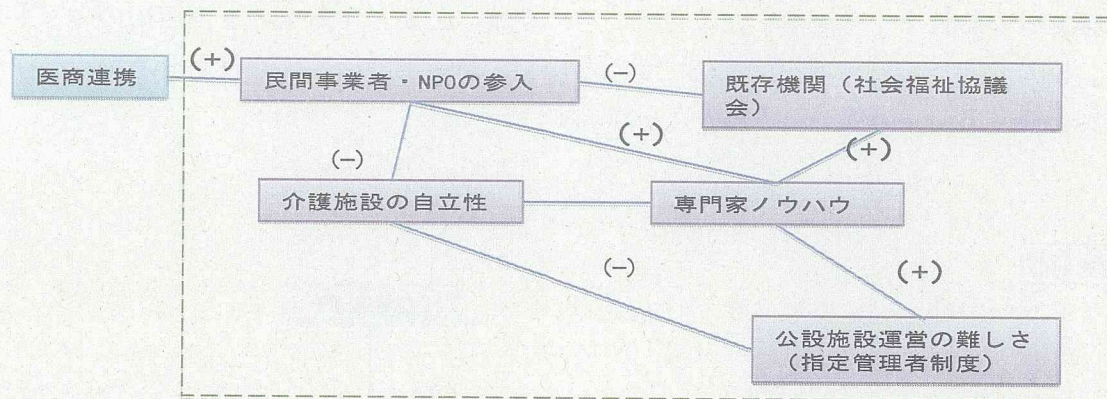 (+)
医商連携
民間事業者・NPOの参入
(−)
既存機関（社会福祉協議
会）
(+)
(+)
(−)
介護施設の自立性
専門家ノウハウ
(−)
(+)
公設施設運営の難しさ
（指定管理者制度）